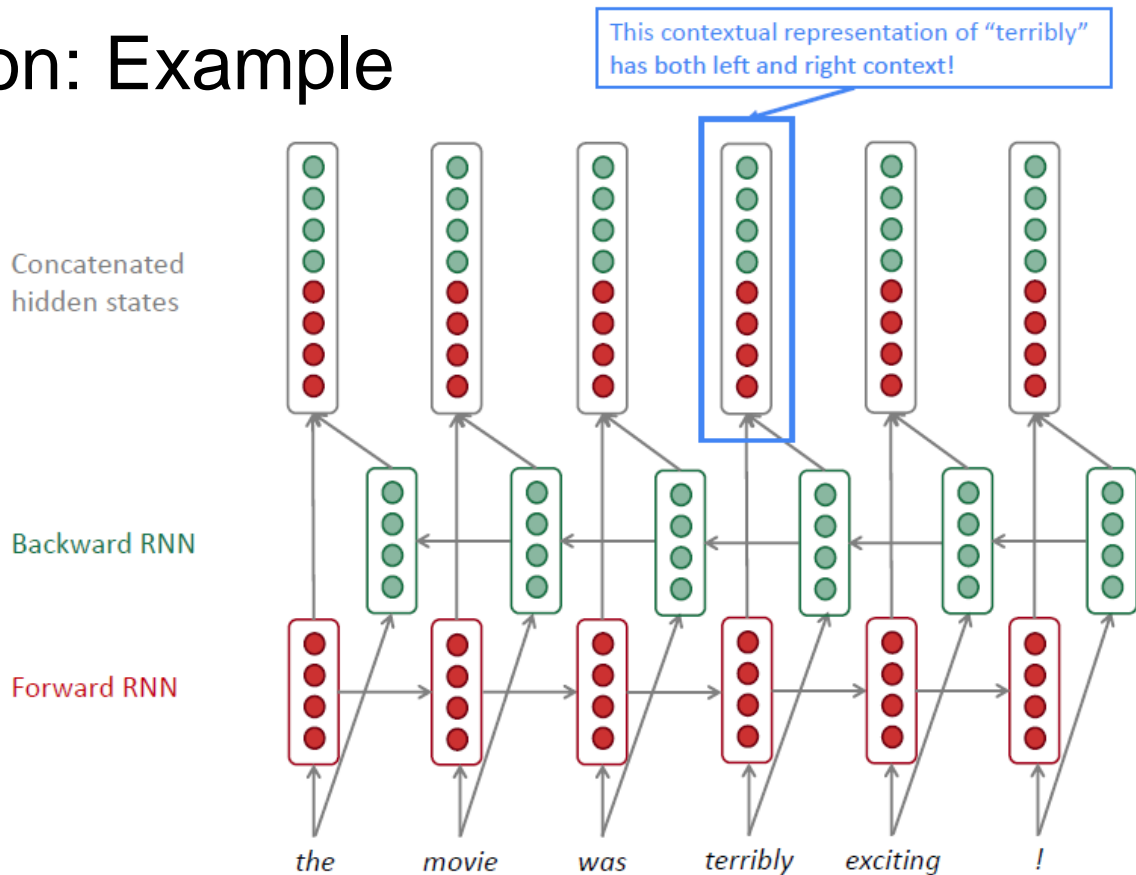 on: Example
This contextual representation of “terribly”
has both left and right context!
Concatenated
hidden states
Backward RNN
Forward RNN
the movie was terribly exciting !